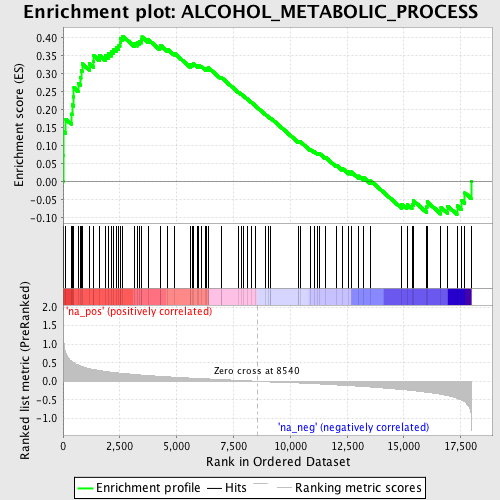 Enrichment plot: ALCOHOL_METABOLIC_PROCESS
Enrichment score (ES)
0.40
0.35
0.30
0.25
0.20
0.15
0.10
0.05
0.00
-0.05
-0.10
'na_pos' (positively correlated)
Ranked list metric (PreRanked)
2.0
1.5
1.0
0.5
0.0
-0.5
-1.0
Zero cross at 8540
'na_neg' (negatively correlated)
0 2,500 5,000 7,500 10,000 12,500 15,000 17,500
Rank in Ordered Dataset
Enrichment profile Hits Ranking metric scores